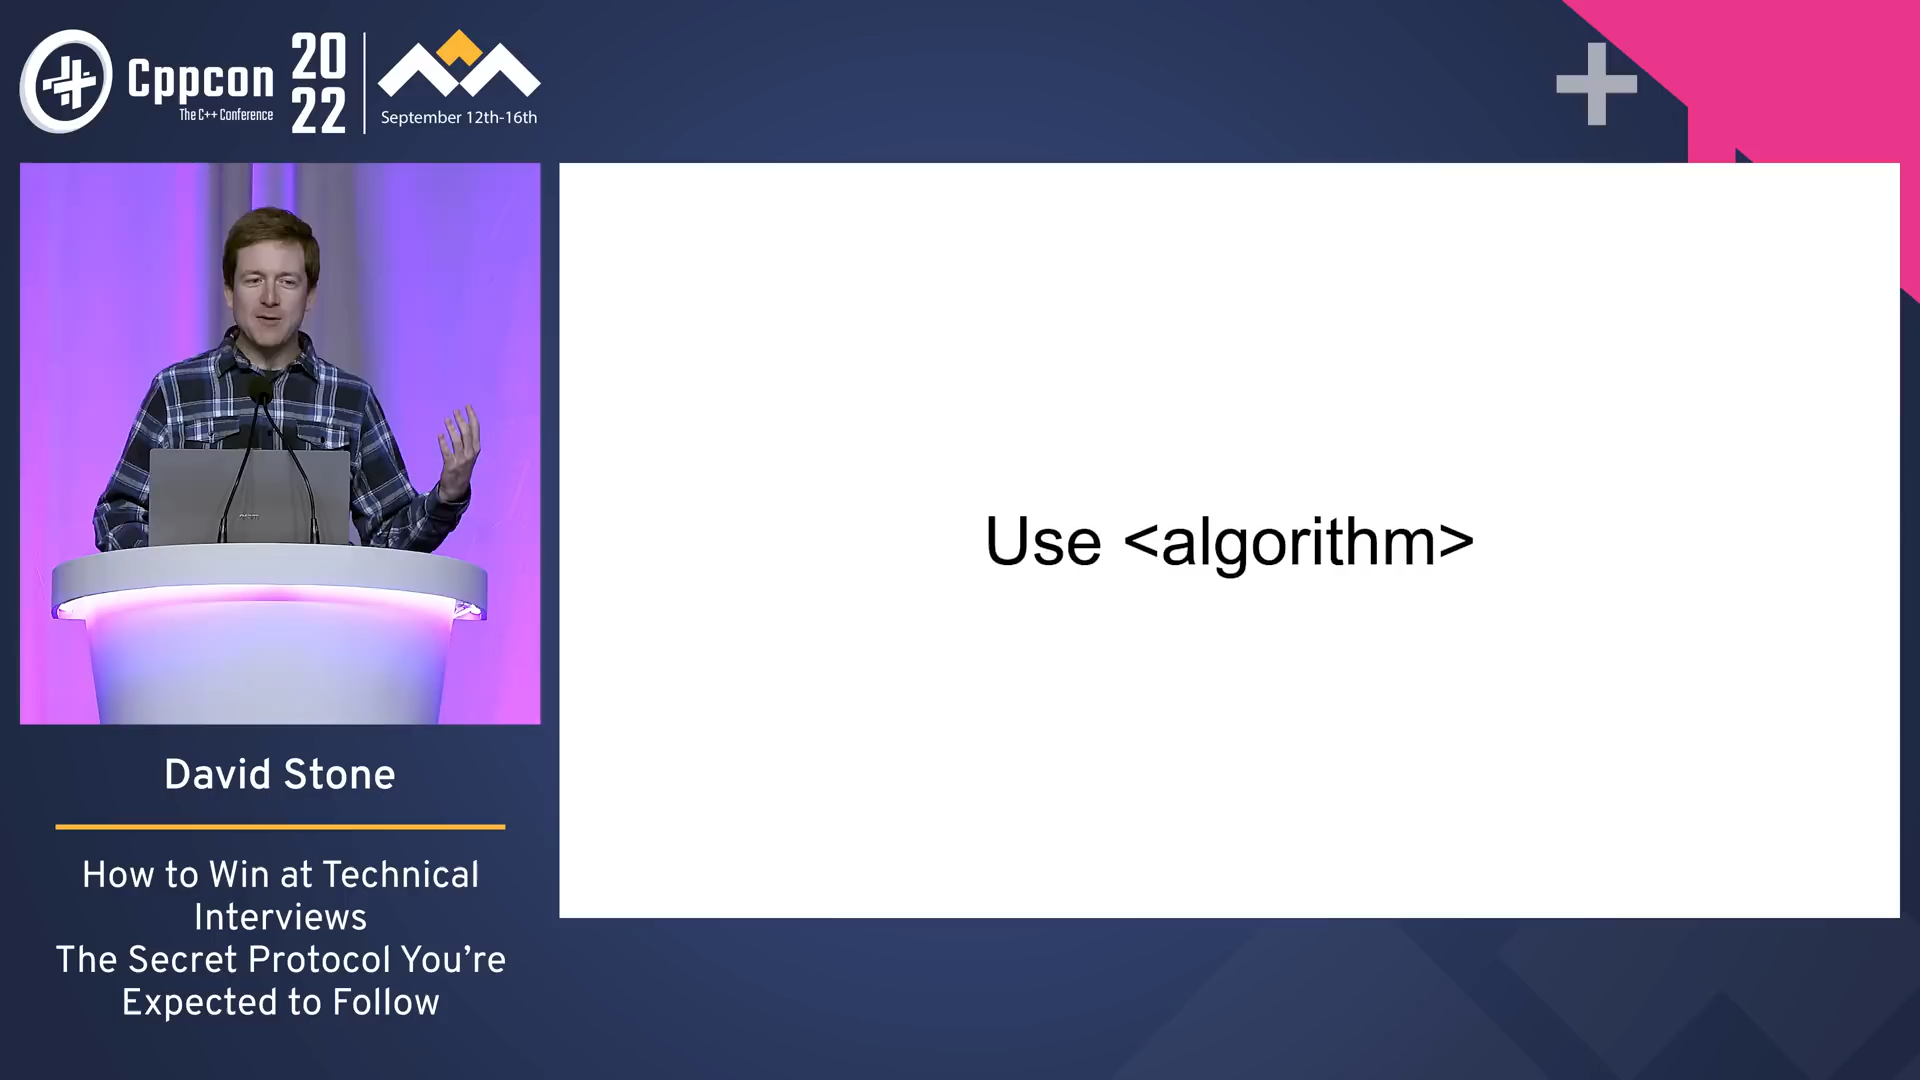 Cppcon
The C++ Conference
20
22
September 12th-16th
Use <algorithm>
David Stone
How to Win at Technical
Interviews
The Secret Protocol You’re
Expected to Follow